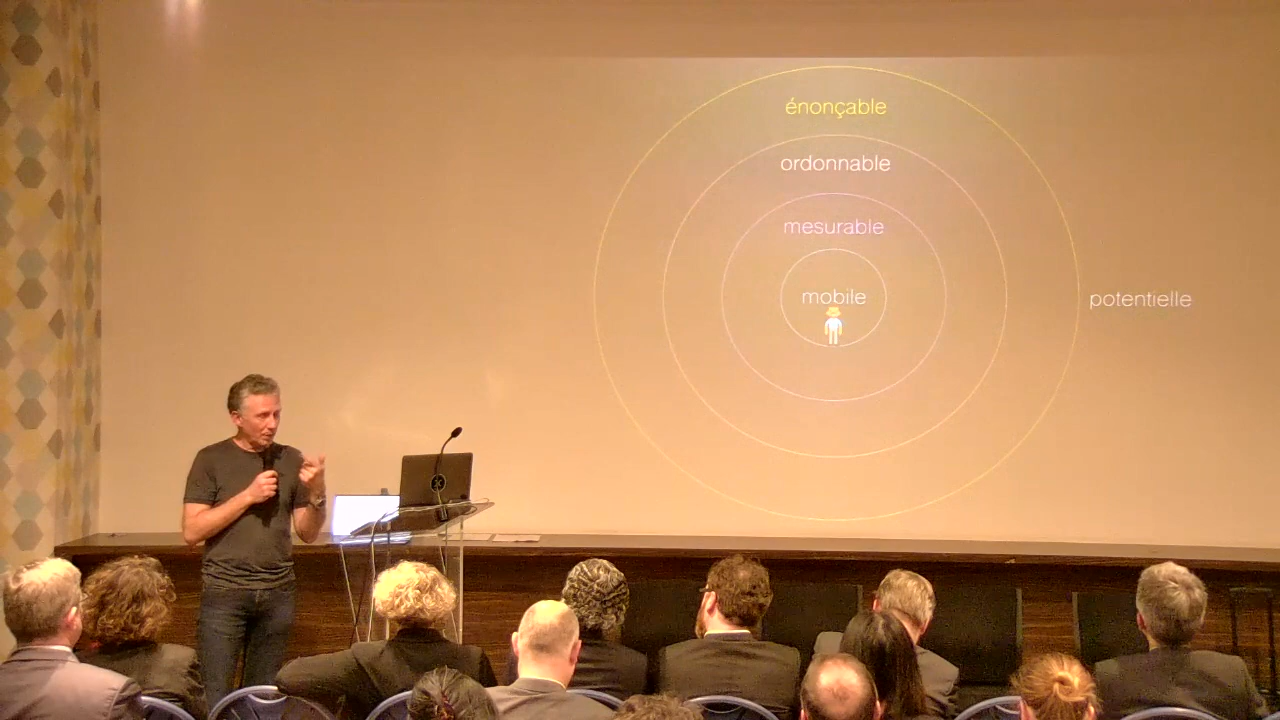 énonçable
ordonnable
mesurable
mobile
potentielle